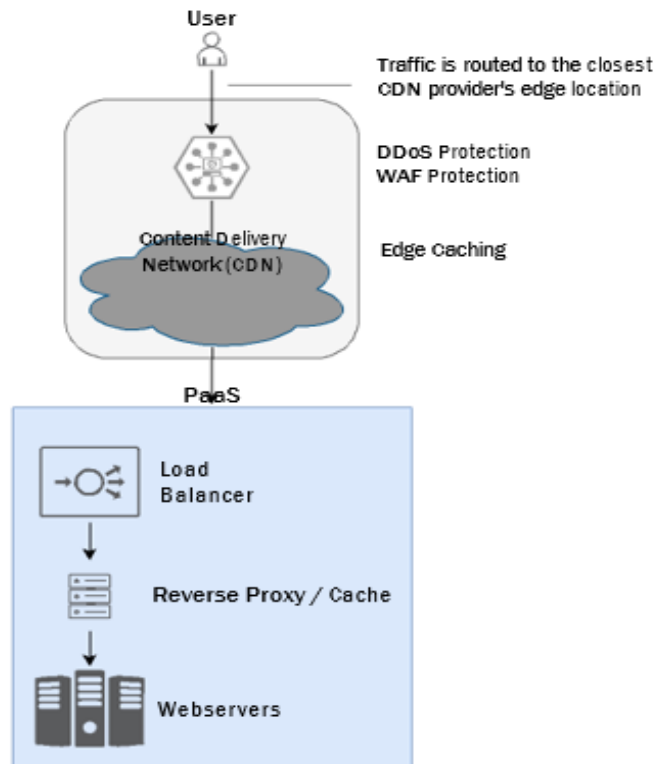 User
Traffic is routed to the closest
CDN provider's edge location
DDoS Protection
WAF Protection
Content Delivery
Network (CDN)
Edge Caching
PaaS
Load
Balancer
Reverse Proxy / Cache
Webservers